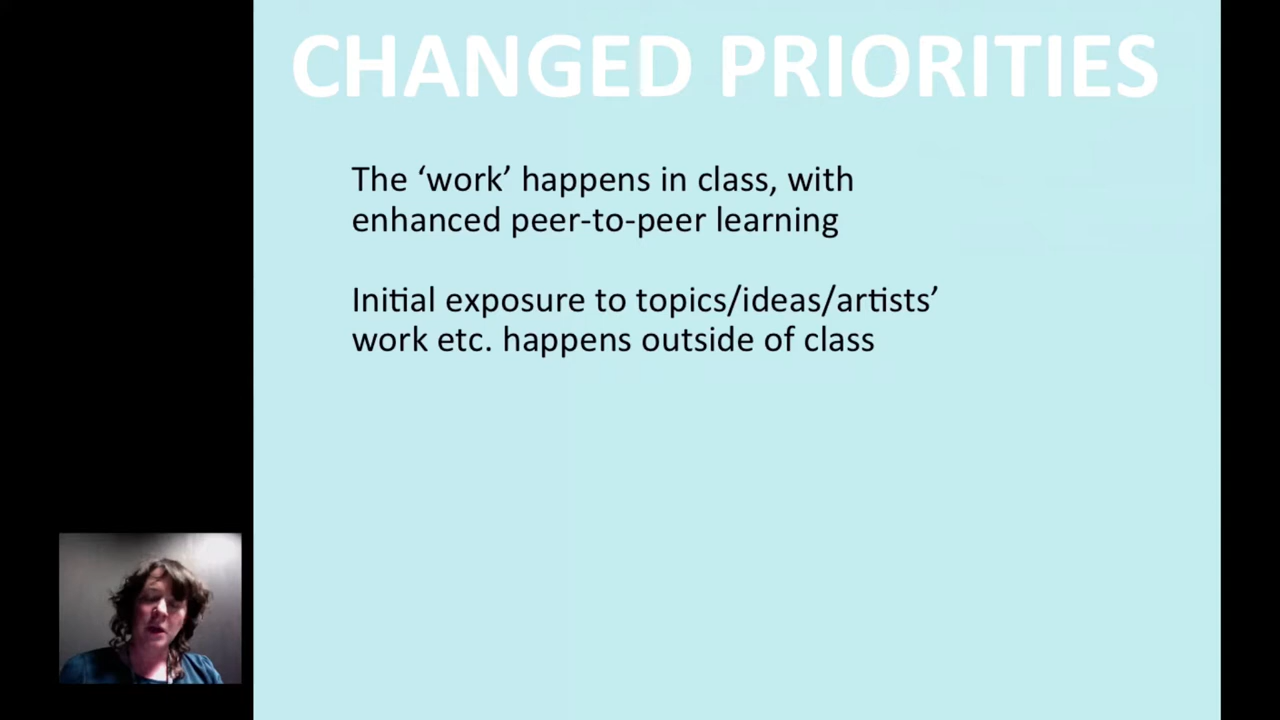 CHANGED PRIORITIES
The ‘work’ happens in class, with
enhanced peer-to-peer learning
Initial exposure to topics/ideas/artists’
work etc. happens outside of class